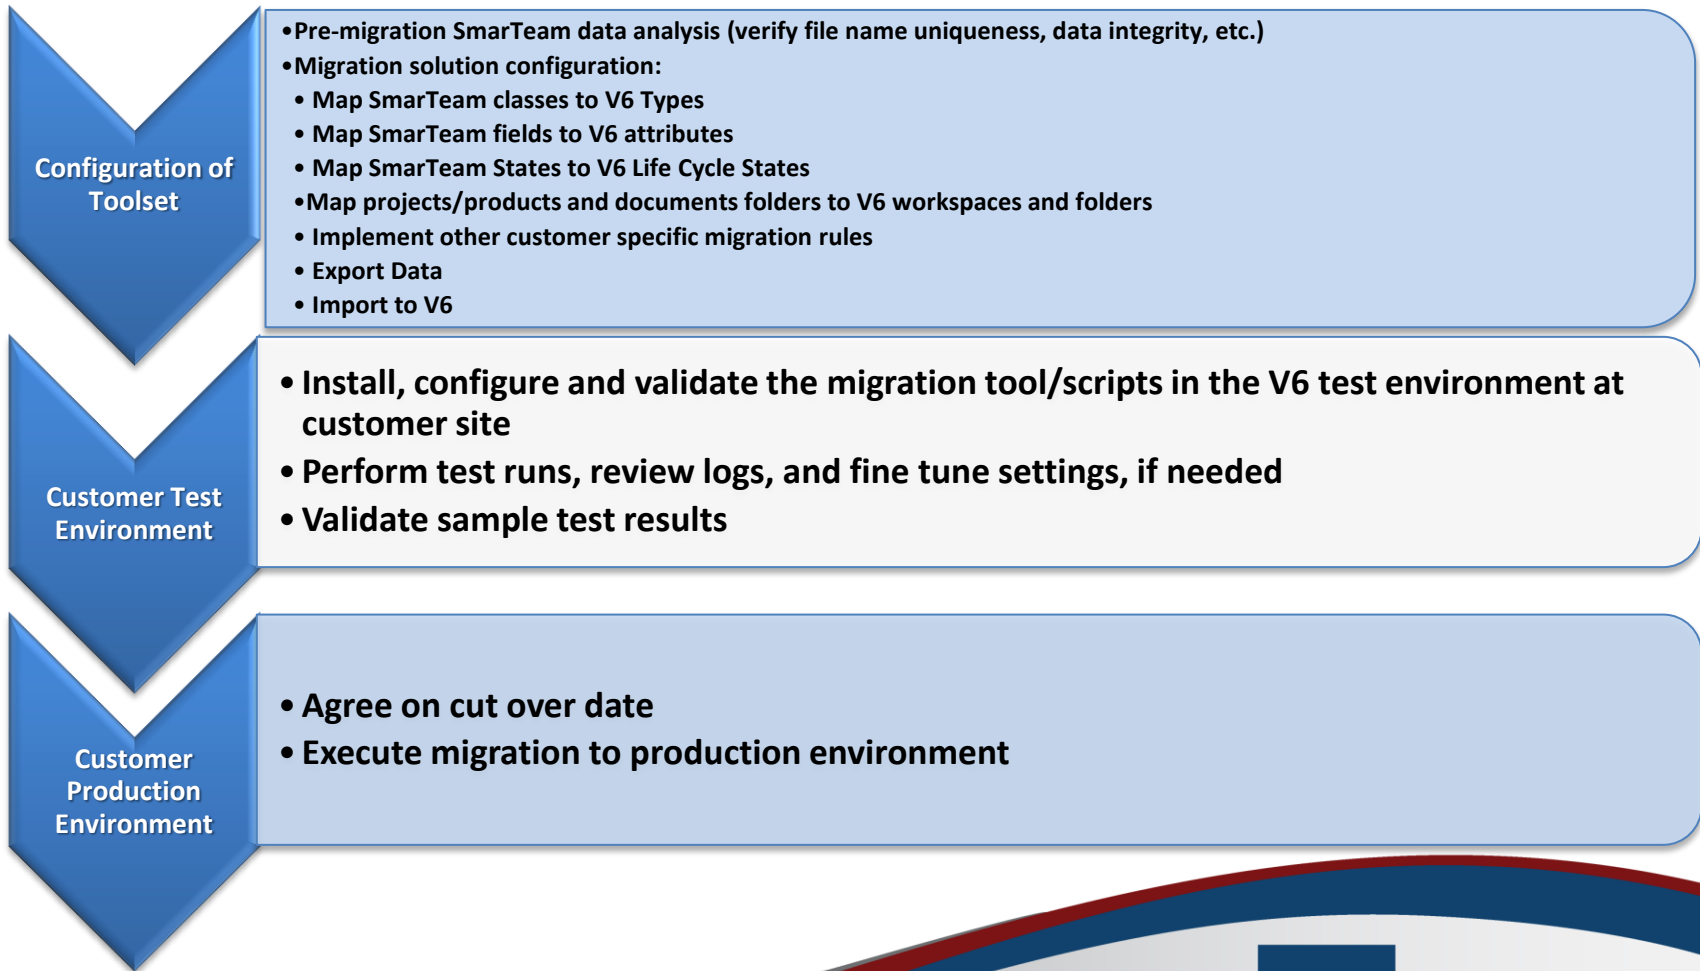 Configuration of
Toolset
•Pre-migration SmarTeam data analysis (verify file name uniqueness, data integrity, etc.)
•Migration solution configuration:
• Map SmarTeam classes to V6 Types
• Map SmarTeam fields to V6 attributes
• Map SmarTeam States to V6 Life Cycle States
•Map projects/products and documents folders to V6 workspaces and folders
• Implement other customer specific migration rules
• Export Data
• Import to V6
Customer Test
Environment
• Install, configure and validate the migration tool/scripts in the V6 test environment at
customer site
• Perform test runs, review logs, and fine tune settings, if needed
• Validate sample test results
Customer
Production
Environment
• Agree on cut over date
• Execute migration to production environment